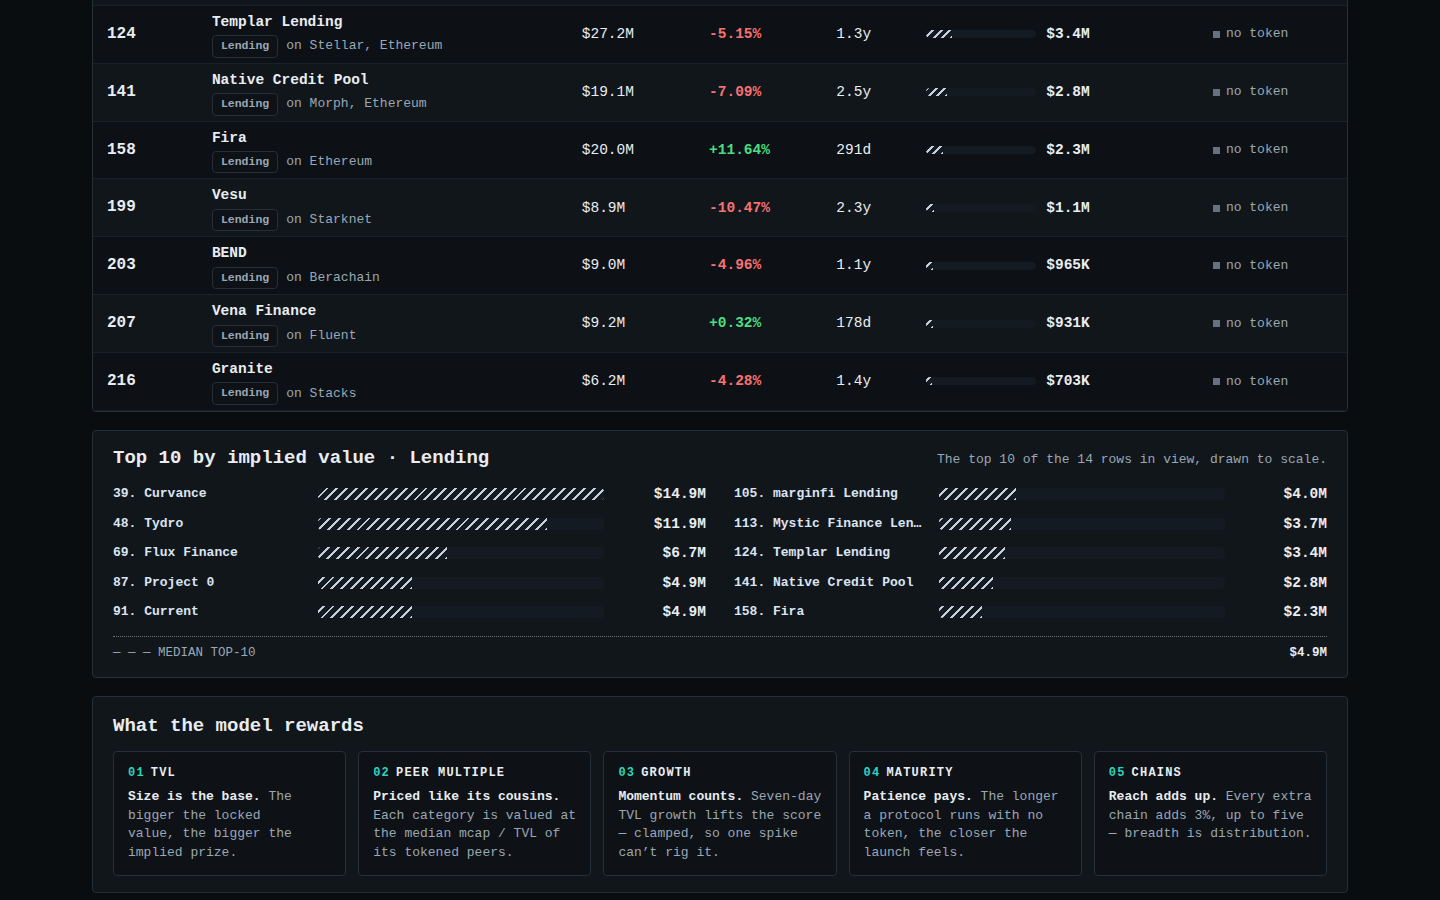 124 Templar Lending $27.2M -5.15% 1.3y $3.4M no token
Lending on Stellar, Ethereum
141 Native Credit Pool $19.1M -7.09% 2.5y $2.8M no token
Lending on Morph, Ethereum
158 Fira $20.0M +11.64% 291d $2.3M no token
Lending on Ethereum
199 Vesu $8.9M -10.47% 2.3y $1.1M no token
Lending on Starknet
203 BEND $9.0M -4.96% 1.1y $965K no token
Lending on Berachain
207 Vena Finance $9.2M +0.32% 178d $931K no token
Lending on Fluent
216 Granite $6.2M -4.28% 1.4y $703K no token
Lending on Stacks
Top 10 by implied value · Lending
The top 10 of the 14 rows in view, drawn to scale.
39. Curvance $14.9M
48. Tydro $11.9M
69. Flux Finance $6.7M
87. Project 0 $4.9M
91. Current $4.9M
105. marginfi Lending $4.0M
113. Mystic Finance Len… $3.7M
124. Templar Lending $3.4M
141. Native Credit Pool $2.8M
158. Fira $2.3M
— — — MEDIAN TOP-10 $4.9M
What the model rewards
01 TVL
Size is the base. The
bigger the locked
value, the bigger the
implied prize.
02 PEER MULTIPLE
Priced like its cousins.
Each category is valued at
the median mcap / TVL of
its tokened peers.
03 GROWTH
Momentum counts. Seven-day
TVL growth lifts the score
— clamped, so one spike
can’t rig it.
04 MATURITY
Patience pays. The longer
a protocol runs with no
token, the closer the
launch feels.
05 CHAINS
Reach adds up. Every extra
chain adds 3%, up to five
— breadth is distribution.